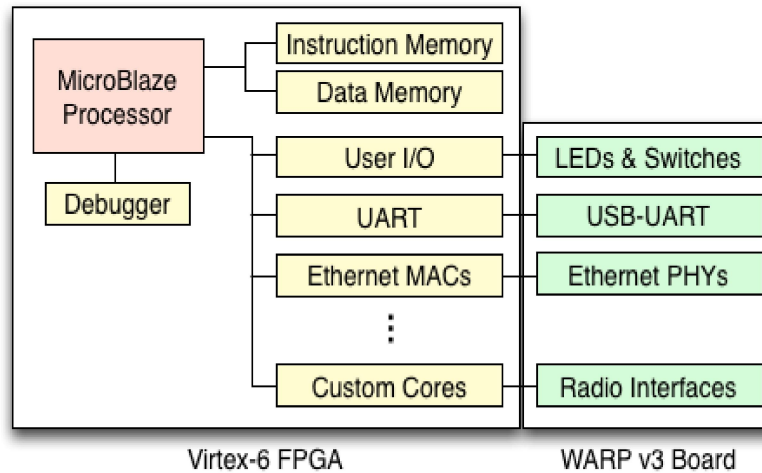 MicroBlaze
Processor
Debugger
Instruction Memory
Data Memory
User I/O
LEDs & Switches
UART
USB-UART
Ethernet MACs
Ethernet PHYs
Custom Cores
Radio Interfaces
Virtex-6 FPGA
WARP v3 Board